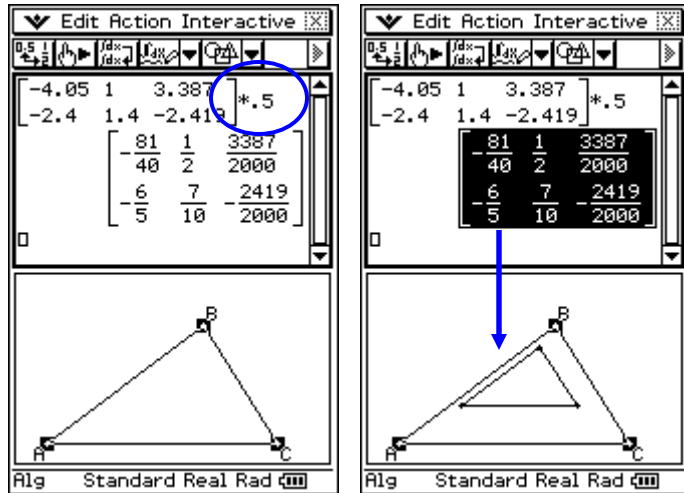 Edit Action Interactive
[-4.05 1 3.387
-2.4 1.4 -2.419]*.5
[-81/40 1/2 3387/2000
-6/5 7/10 -2419/2000]
B
A
C
Alg Standard Real Rad
Edit Action Interactive
[-4.05 1 3.387
-2.4 1.4 -2.419]*.5
[-81/40 1/2 3387/2000
-6/5 7/10 -2419/2000]
B
A
C
Alg Standard Real Rad